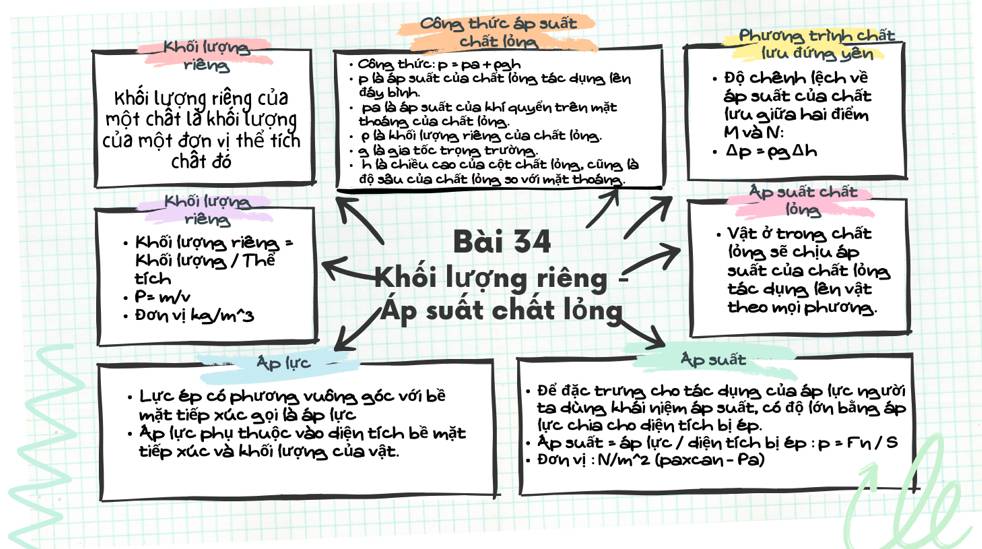 Khối lượng
riêng
Khối lượng riêng của
một chất là khối lượng
của một đơn vị thể tích
chất đó
Công thức áp suất
chất lỏng
• Công thức: p = pa + ρgh
• p là áp suất của chất lỏng tác dụng lên
đáy bình.
• pa là áp suất của khí quyển trên mặt
thoáng của chất lỏng.
• ρ là khối lượng riêng của chất lỏng.
• g là gia tốc trọng trường.
• h là chiều cao của cột chất lỏng, cũng là
độ sâu của chất lỏng so với mặt thoáng.
Phương trình chất
lưu đứng yên
• Độ chênh lệch về
áp suất của chất
lưu giữa hai điểm
M và N:
• Δp = ρg Δh
Khối lượng
riêng
• Khối lượng riêng =
Khối lượng / Thể
tích
• P= m/v
• Đơn vị kg/m^3
Bài 34
Khối lượng riêng -
Áp suất chất lỏng
Áp suất chất
lỏng
• Vật ở trong chất
lỏng sẽ chịu áp
suất của chất lỏng
tác dụng lên vật
theo mọi phương.
Áp lực
• Lực ép có phương vuông góc với bề
mặt tiếp xúc gọi là áp lực
• Áp lực phụ thuộc vào diện tích bề mặt
tiếp xúc và khối lượng của vật.
Áp suất
• Để đặc trưng cho tác dụng của áp lực người
ta dùng khái niệm áp suất, có độ lớn bằng áp
lực chia cho diện tích bị ép.
• Áp suất = áp lực / diện tích bị ép : p = Fn / S
• Đơn vị : N/m^2 (paxcan - Pa)